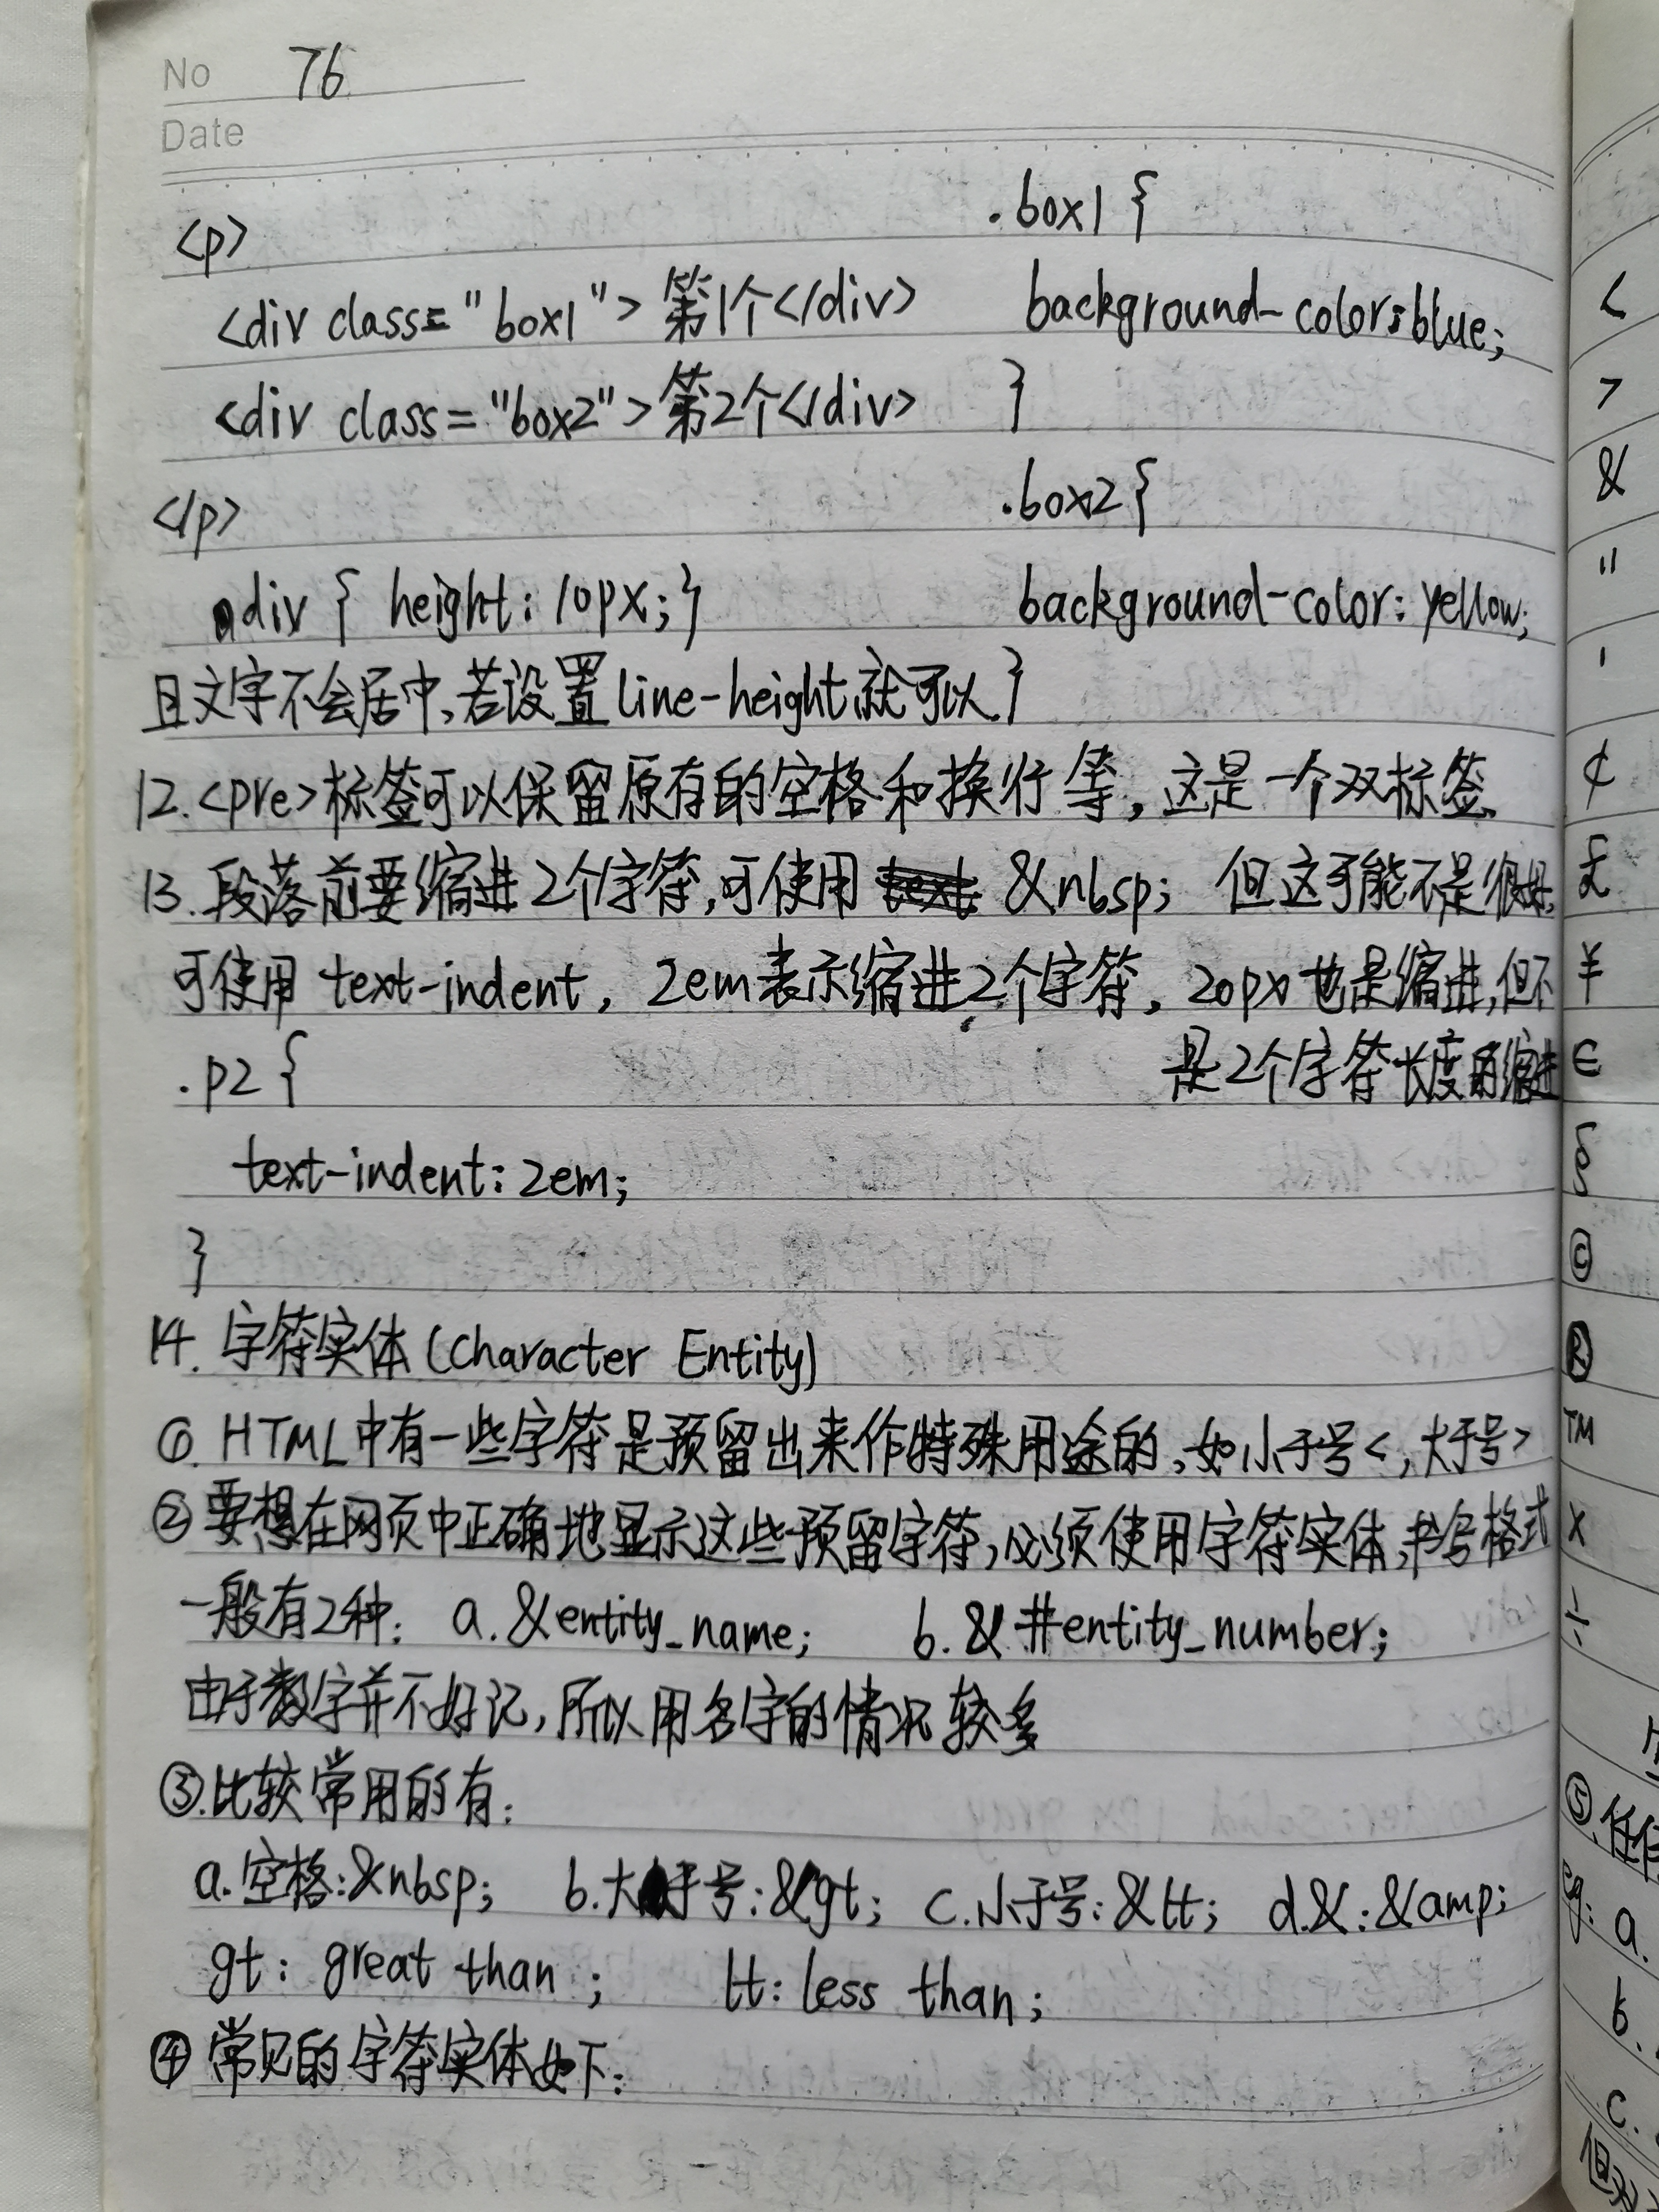 No 76
Date
<p> .box1 {
<div class="box1">第1个</div> background-color:blue;
<div class="box2">第2个</div> }
</p> .box2{
div { height: 10px; } background-color: yellow;
且文字不会居中,若设置line-height就可以. }
12.<pre>标签可以保留原有的空格和换行等,这是一个双标签.
13.段落前要缩进2个字符,可使用 &nbsp; 但这可能不是很好,
可使用 text-indent, 2em表示缩进2个字符, 20px也是缩进,但不
.p2 { 是2个字符长度的缩进
text-indent: 2em;
}
14. 字符实体(Character Entity)
①. HTML中有一些字符是预留出来作特殊用途的,如小于号<,大于号>
②要想在网页中正确地显示这些预留字符,必须使用字符实体,书写格式
一般有2种: a.&entity_name; b.&#entity_number;
由于数字并不好记,所以用名字的情况较多
③.比较常用的有:
a.空格:&nbsp; b.大于号:&gt; c.小于号:&lt; d.&:&amp;
gt: great than ; lt: less than ;
④常见的字符实体如下:
<
>
&
"
'
¢
£
¥
€
§
©
®
TM
×
÷
⑤.任
eg: a.
b.
c.